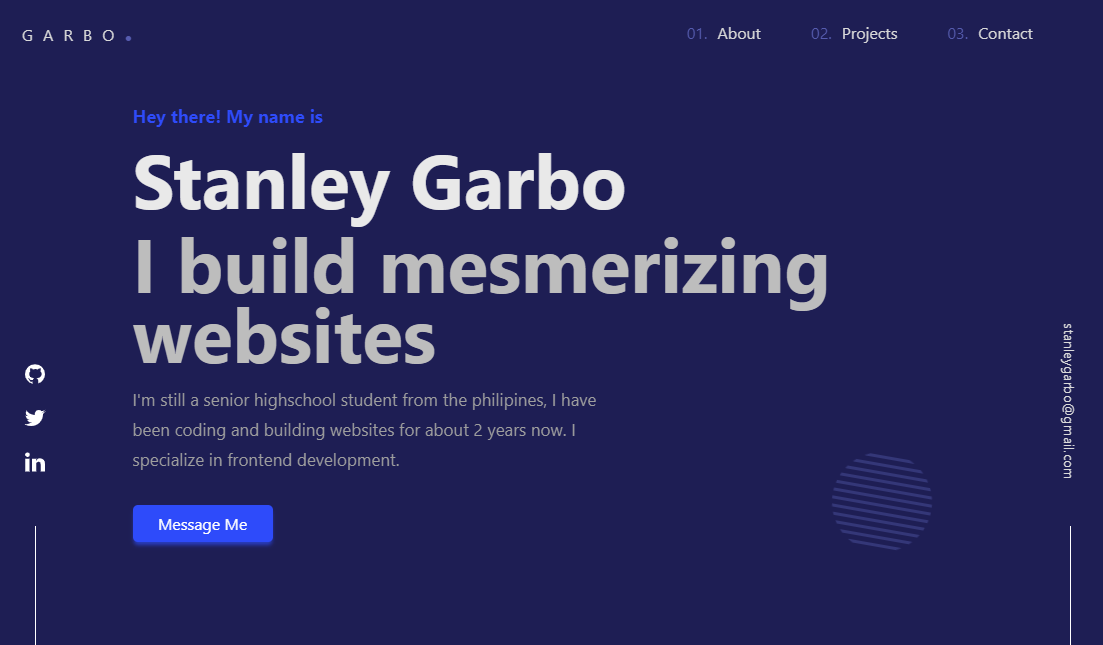 GARBO
01. About 02. Projects 03. Contact
Hey there! My name is
Stanley Garbo
I build mesmerizing
websites
I'm still a senior highschool student from the philipines, I have
been coding and building websites for about 2 years now. I
specialize in frontend development.
Message Me
stanleygarbo@gmail.com
in